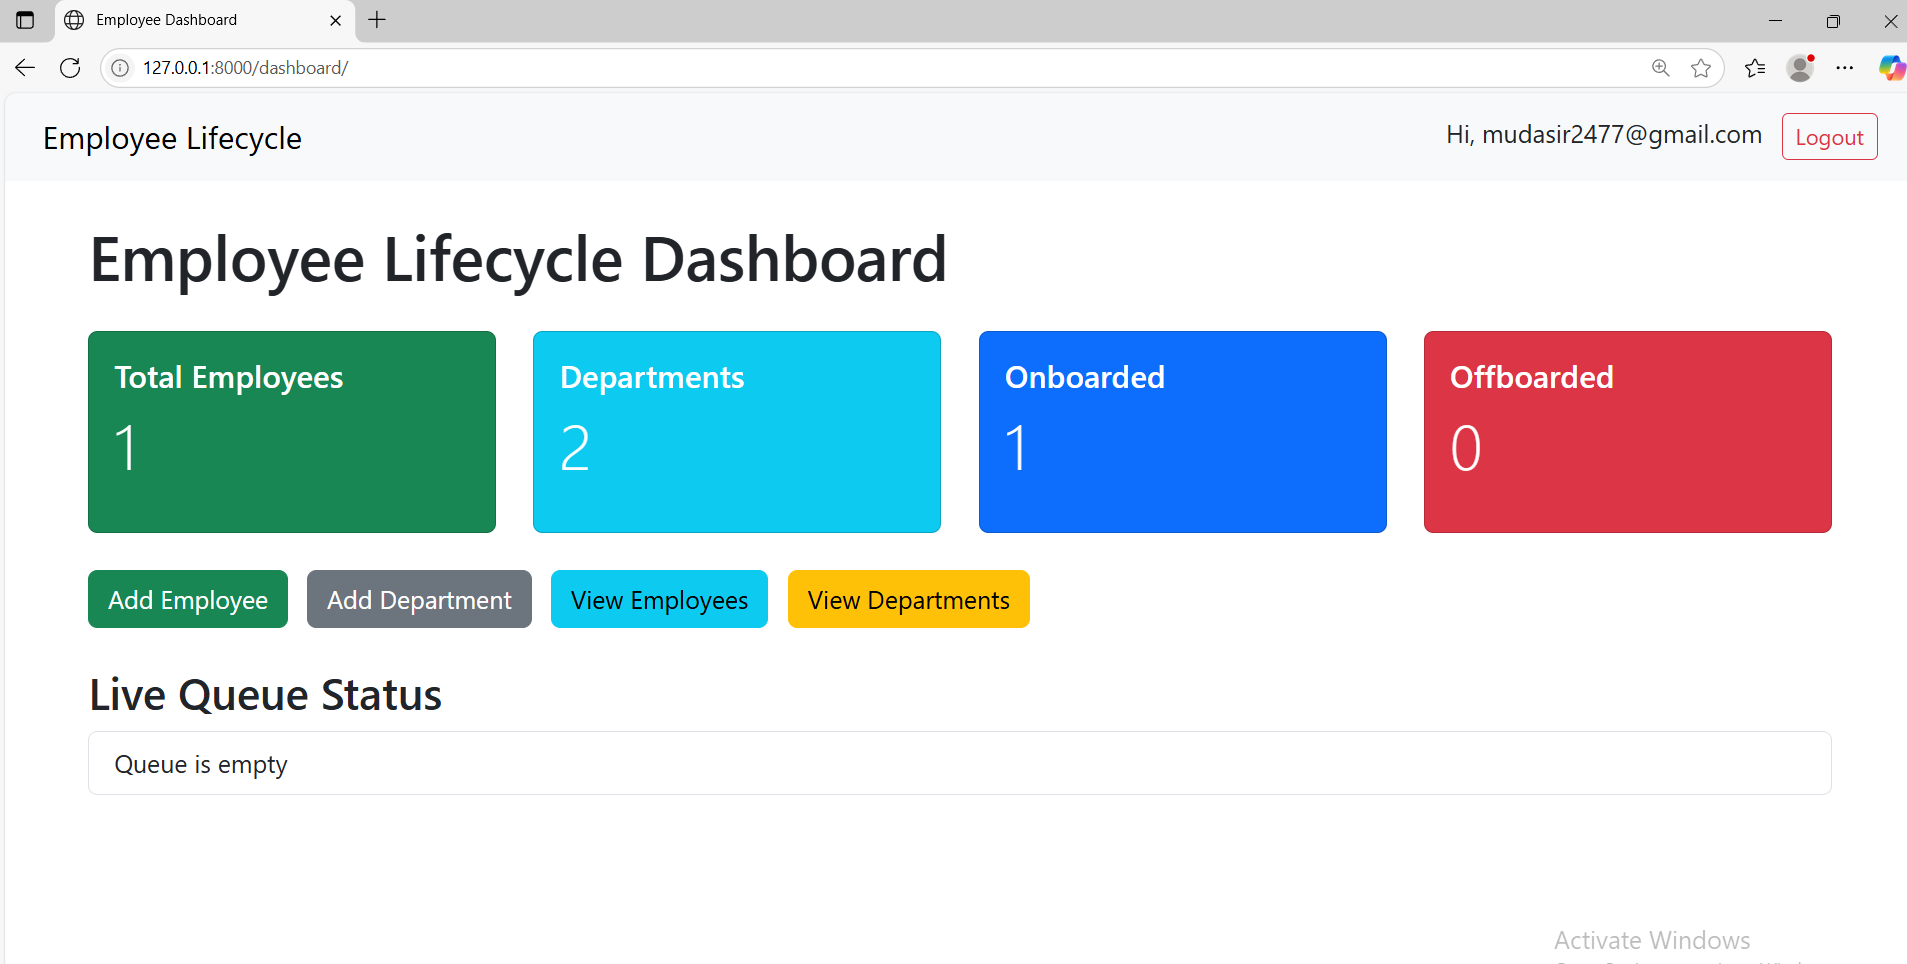 Employee Dashboard
127.0.0.1:8000/dashboard/
Employee Lifecycle
Hi, mudasir2477@gmail.com
Logout
Employee Lifecycle Dashboard
Total Employees
1
Departments
2
Onboarded
1
Offboarded
0
Add Employee
Add Department
View Employees
View Departments
Live Queue Status
Queue is empty
Activate Windows